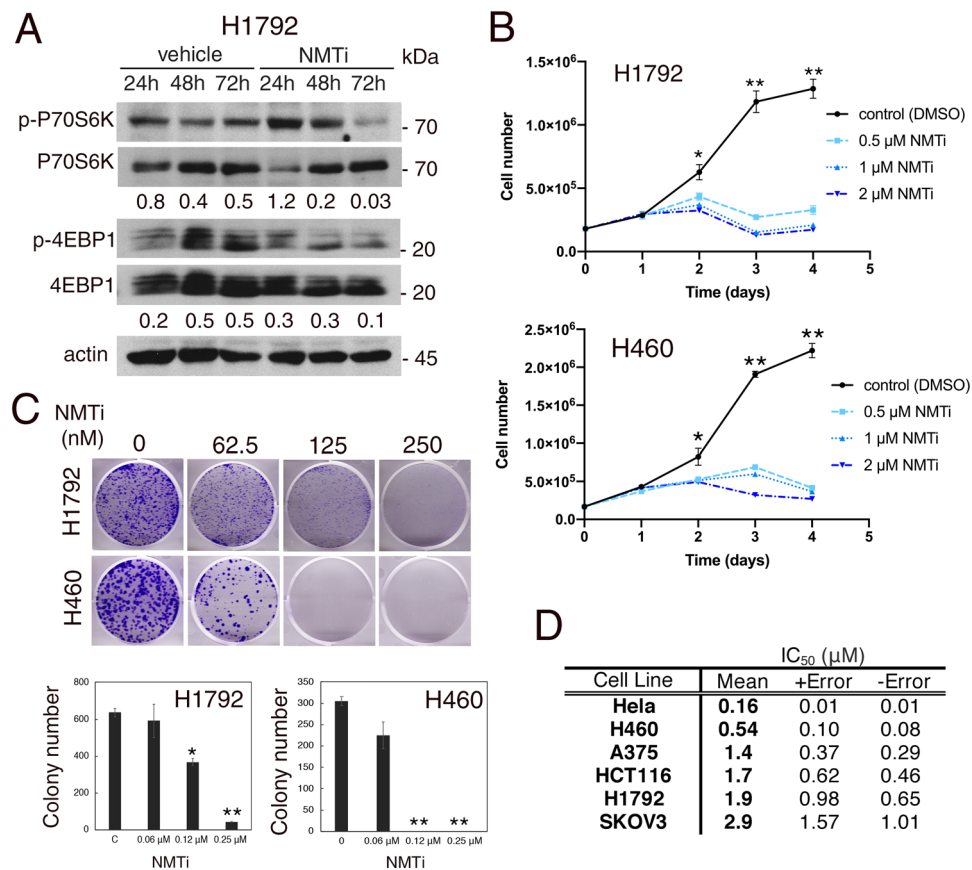 A
H1792
vehicle NMTi kDa
24h 48h 72h 24h 48h 72h
p-P70S6K - 70
P70S6K - 70
0.8 0.4 0.5 1.2 0.2 0.03
p-4EBP1 - 20
4EBP1 - 20
0.2 0.5 0.5 0.3 0.3 0.1
actin - 45
B
H1792
Cell number
1.5×10⁶
1.0×10⁶
5.0×10⁵
0.0
0 1 2 3 4 5
Time (days)
* ** **
control (DMSO)
0.5 µM NMTi
1 µM NMTi
2 µM NMTi
H460
Cell number
2.5×10⁶
2.0×10⁶
1.5×10⁶
1.0×10⁶
5.0×10⁵
0.0
0 1 2 3 4 5
Time (days)
* ** **
control (DMSO)
0.5 µM NMTi
1 µM NMTi
2 µM NMTi
C
NMTi
(nM) 0 62.5 125 250
H1792
H460
H1792
Colony number
800
600
400
200
0
* **
C 0.06 µM 0.12 µM 0.25 µM
NMTi
H460
Colony number
350
300
250
200
150
100
50
0
** **
0 0.06 µM 0.12 µM 0.25 µM
NMTi
D
IC₅₀ (µM)
Cell Line Mean +Error -Error
Hela 0.16 0.01 0.01
H460 0.54 0.10 0.08
A375 1.4 0.37 0.29
HCT116 1.7 0.62 0.46
H1792 1.9 0.98 0.65
SKOV3 2.9 1.57 1.01